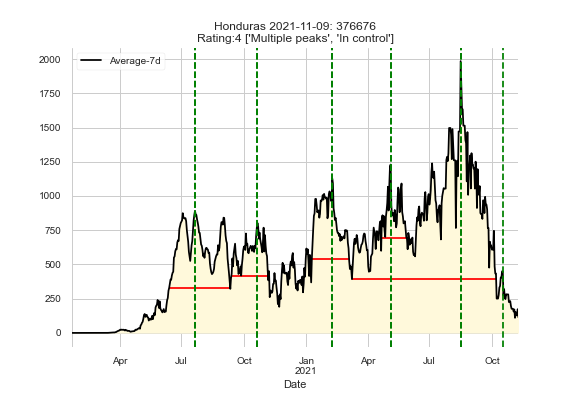 Honduras 2021-11-09: 376676
Rating:4 ['Multiple peaks', 'In control']
Average-7d
2000
1750
1500
1250
1000
750
500
250
0
Apr
Jul
Oct
Jan
2021
Apr
Jul
Oct
Date